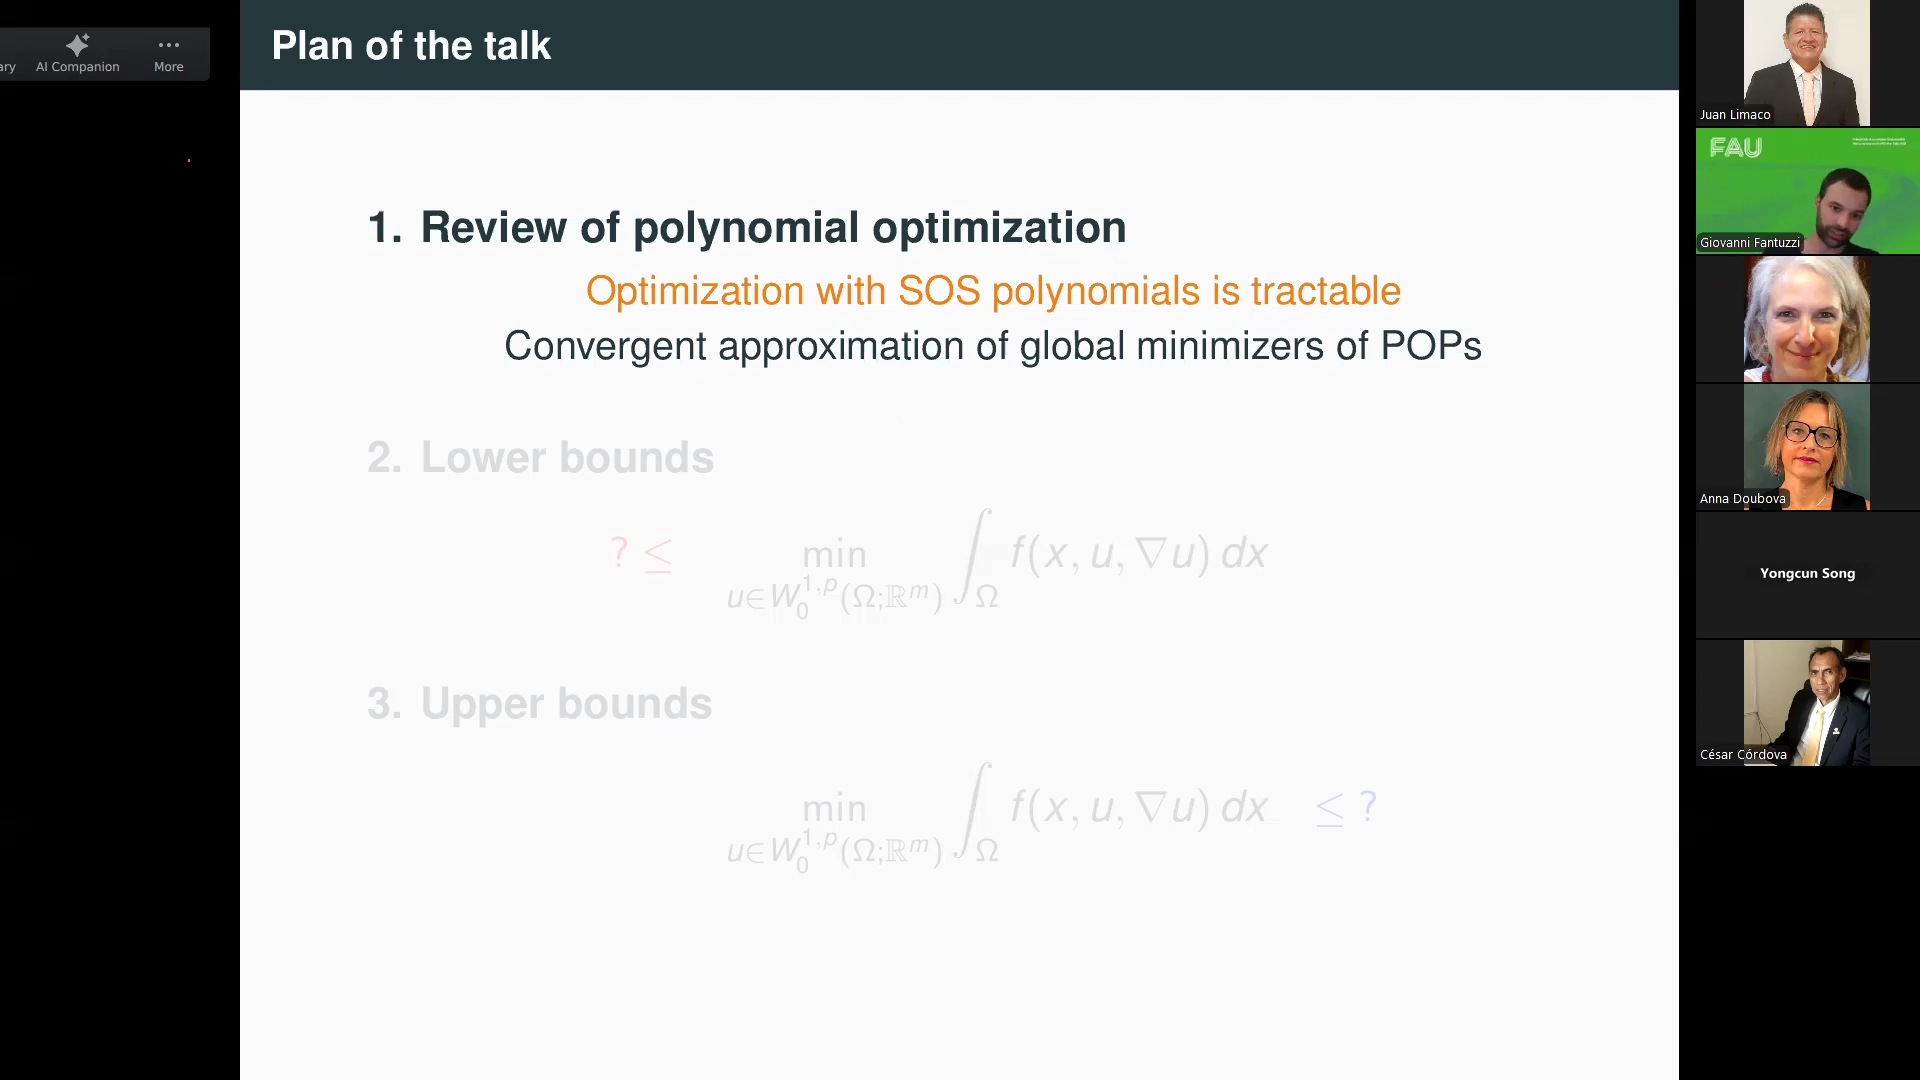 ary
AI Companion
More
Plan of the talk
1. Review of polynomial optimization
Optimization with SOS polynomials is tractable
Convergent approximation of global minimizers of POPs
2. Lower bounds
? ≤ min_{u∈W_0^{1,p}(Ω;ℝ^m)} ∫_Ω f(x, u, ∇u) dx
3. Upper bounds
min_{u∈W_0^{1,p}(Ω;ℝ^m)} ∫_Ω f(x, u, ∇u) dx ≤ ?
Juan Limaco
FAU
Giovanni Fantuzzi
Anna Doubova
Yongcun Song
César Córdova